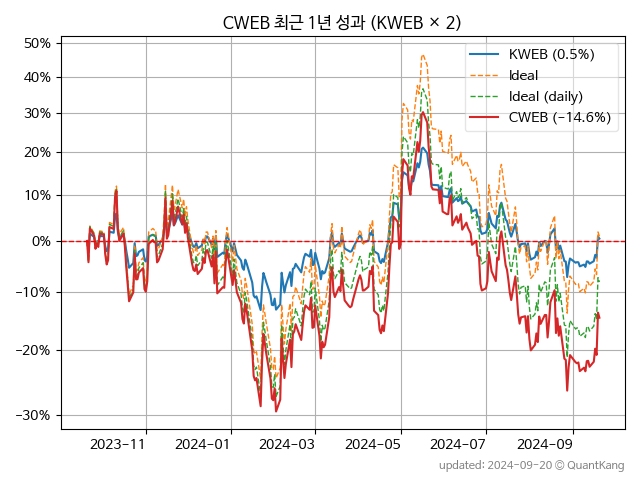 CWEB 최근 1년 성과 (KWEB × 2)
50%
40%
30%
20%
10%
0%
−10%
−20%
−30%
KWEB (0.5%)
Ideal
Ideal (daily)
CWEB (−14.6%)
2023-11
2024-01
2024-03
2024-05
2024-07
2024-09
updated: 2024-09-20 © QuantKang